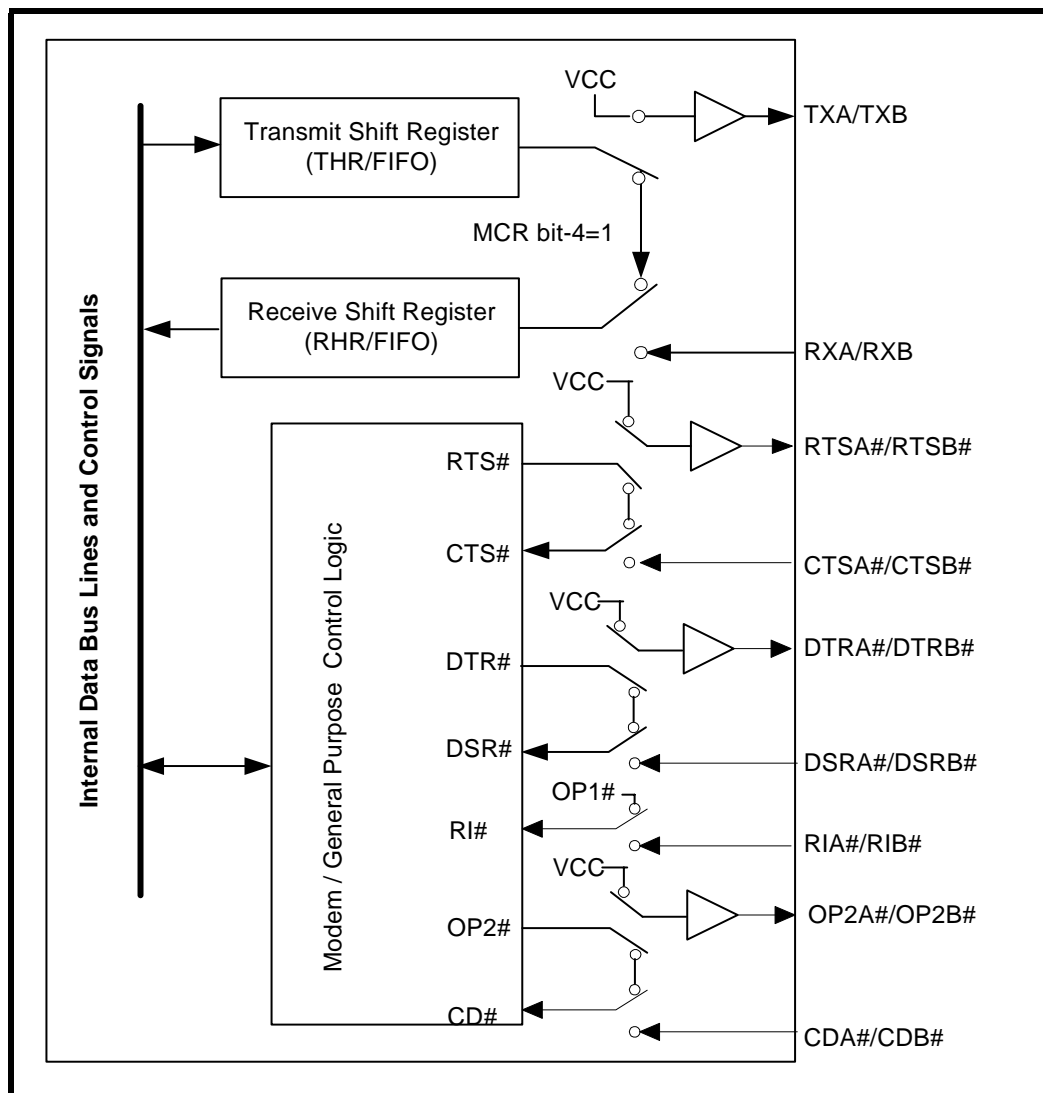 VCC
TXA/TXB
Transmit Shift Register
(THR/FIFO)
MCR bit-4=1
Receive Shift Register
(RHR/FIFO)
RXA/RXB
Internal Data Bus Lines and Control Signals
Modem / General Purpose Control Logic
VCC
RTSA#/RTSB#
RTS#
CTS#
CTSA#/CTSB#
VCC
DTRA#/DTRB#
DTR#
DSR#
DSRA#/DSRB#
OP1#
RI#
RIA#/RIB#
VCC
OP2A#/OP2B#
OP2#
CD#
CDA#/CDB#